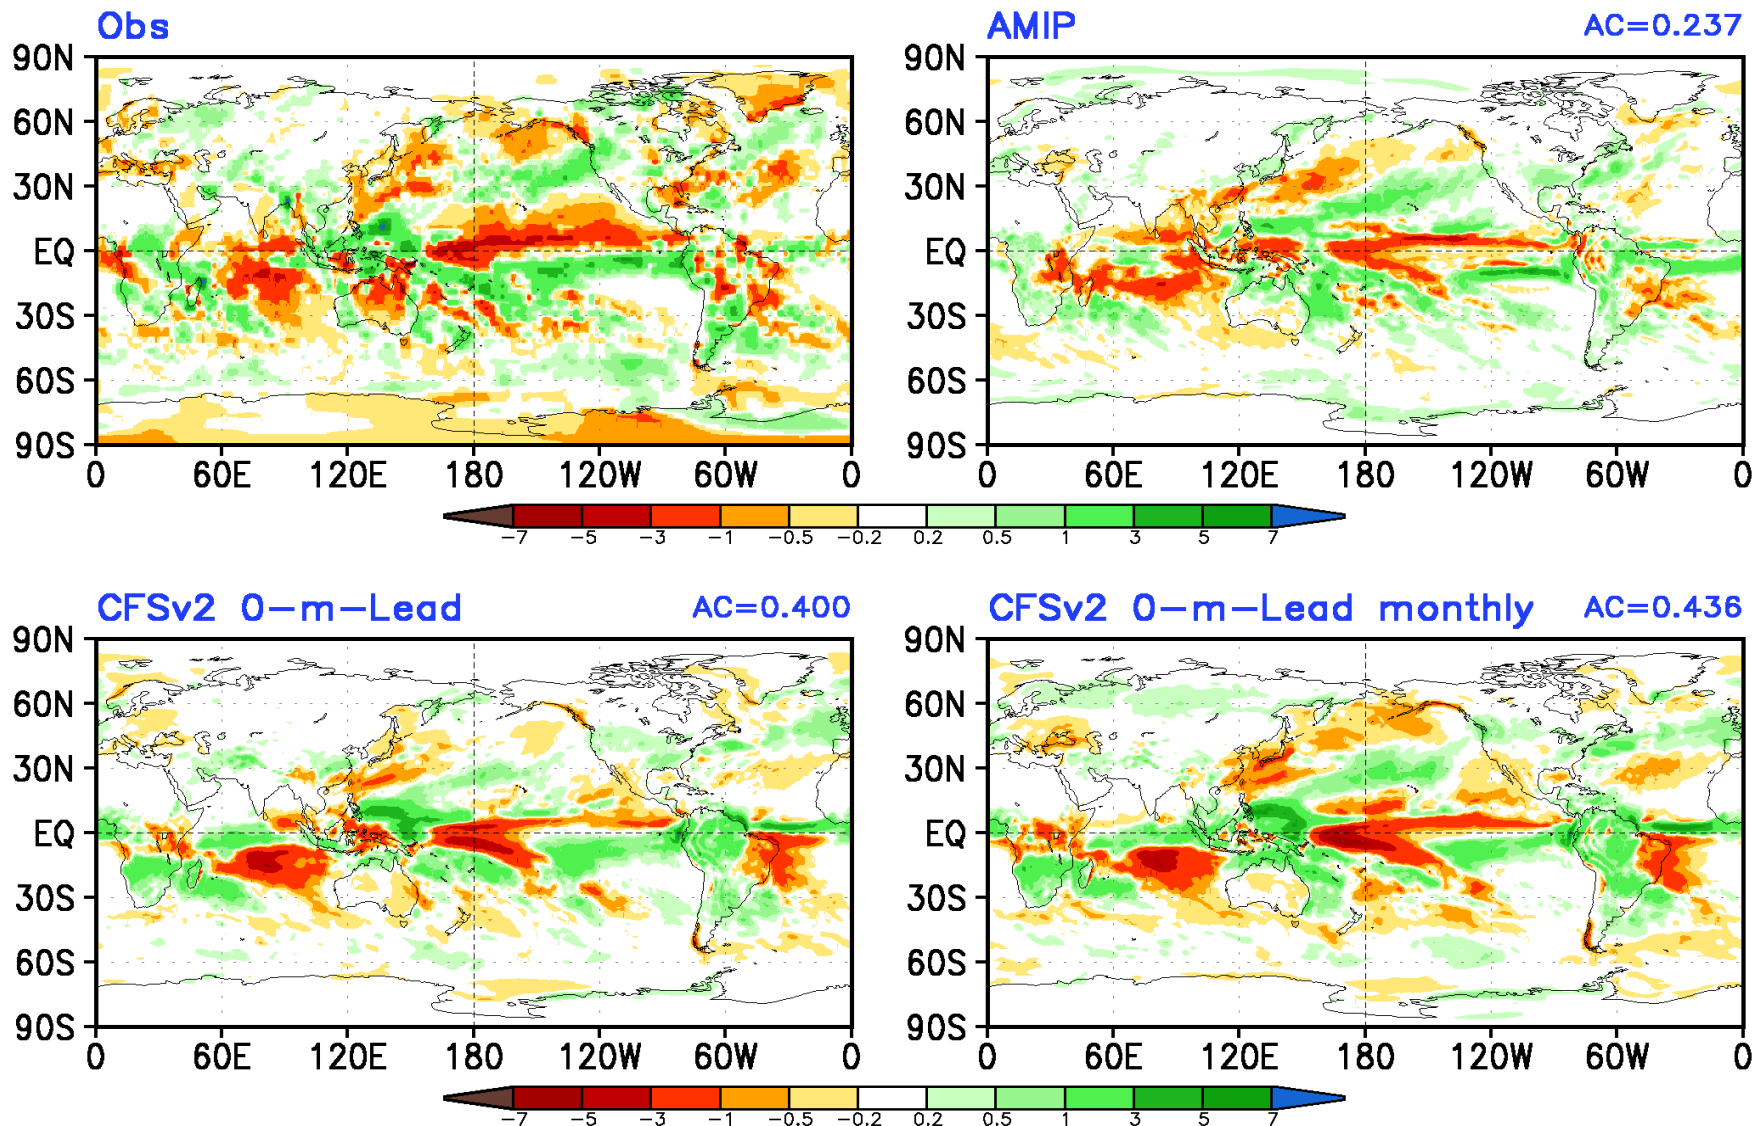 Obs AMIP AC=0.237
90N 90N
60N 60N
30N 30N
EQ EQ
30S 30S
60S 60S
90S 90S
0 60E 120E 180 120W 60W 0 0 60E 120E 180 120W 60W 0
-7 -5 -3 -1 -0.5 -0.2 0.2 0.5 1 3 5 7
CFSv2 0-m-Lead AC=0.400 CFSv2 0-m-Lead monthly AC=0.436
90N 90N
60N 60N
30N 30N
EQ EQ
30S 30S
60S 60S
90S 90S
0 60E 120E 180 120W 60W 0 0 60E 120E 180 120W 60W 0
-7 -5 -3 -1 -0.5 -0.2 0.2 0.5 1 3 5 7